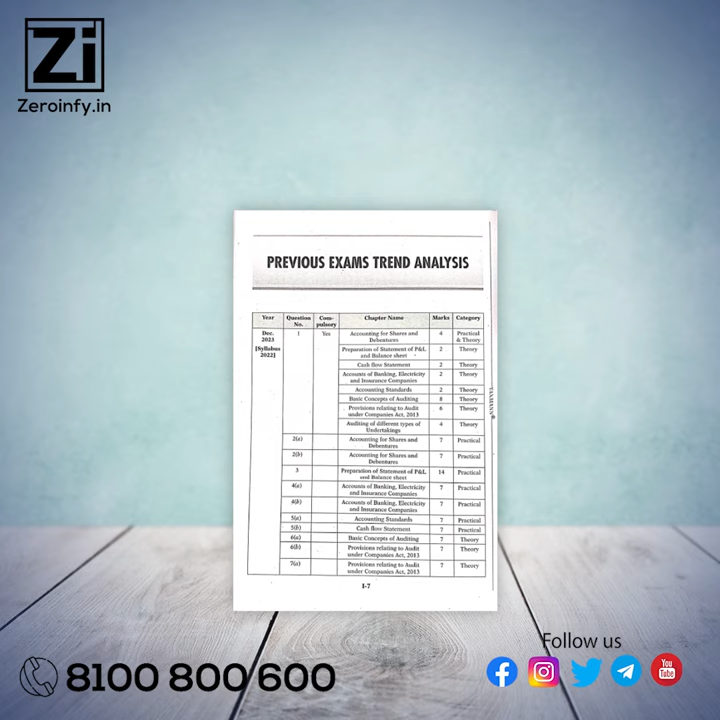 Zi
Zeroinfy.in
PREVIOUS EXAMS TREND ANALYSIS
Year Question No. Com-pulsory Chapter Name Marks Category
Dec. 2023 [Syllabus 2022] 1 Yes Accounting for Shares and Debentures 4 Practical & Theory
Preparation of Statement of P&L and Balance sheet 2 Theory
Cash flow Statement 2 Theory
Accounts of Banking, Electricity and Insurance Companies 2 Theory
Accounting Standards 2 Theory
Basic Concepts of Auditing 8 Theory
Provisions relating to Audit under Companies Act, 2013 6 Theory
Auditing of different types of Undertakings 4 Theory
2(a) Accounting for Shares and Debentures 7 Practical
2(b) Accounting for Shares and Debentures 7 Practical
3 Preparation of Statement of P&L and Balance sheet 14 Practical
4(a) Accounts of Banking, Electricity and Insurance Companies 7 Practical
4(b) Accounts of Banking, Electricity and Insurance Companies 7 Practical
5(a) Accounting Standards 7 Practical
5(b) Cash flow Statement 7 Practical
6(a) Basic Concepts of Auditing 7 Theory
6(b) Provisions relating to Audit under Companies Act, 2013 7 Theory
7(a) Provisions relating to Audit under Companies Act, 2013 7 Theory
TAXMANN®
I-7
Follow us
8100 800 600
You Tube